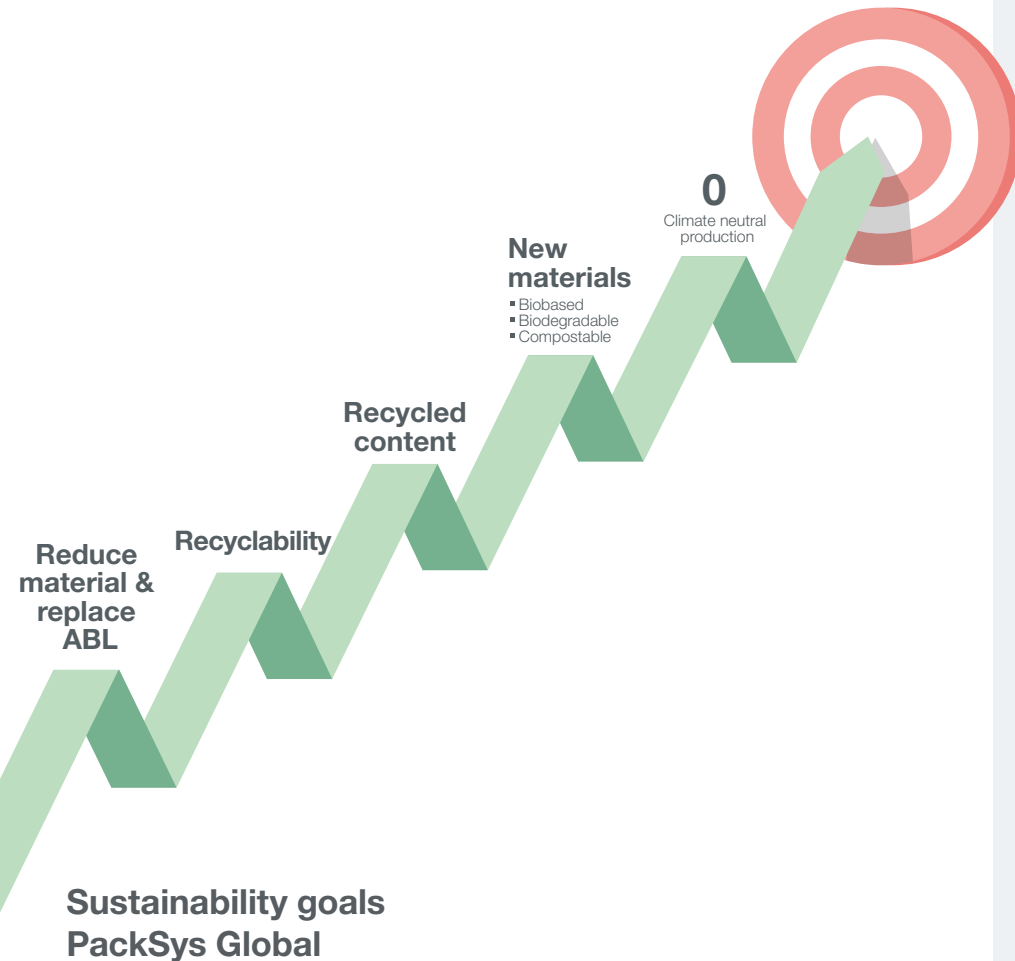 0
Climate neutral
production
New
materials
▪ Biobased
▪ Biodegradable
▪ Compostable
Recycled
content
Recyclability
Reduce
material &
replace
ABL
Sustainability goals
PackSys Global